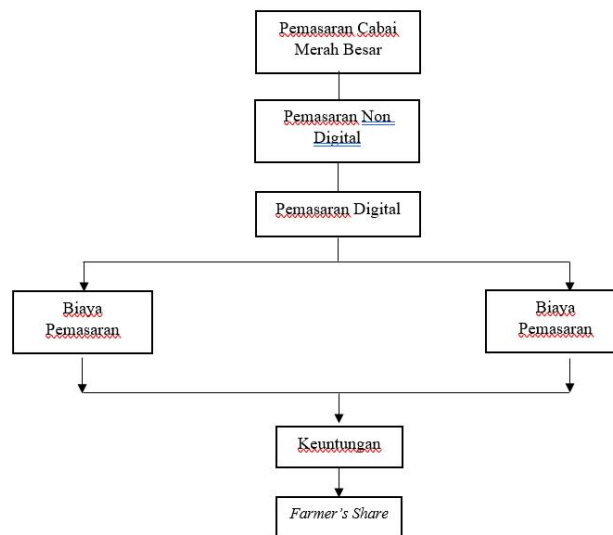 Pemasaran Cabai
Merah Besar
Pemasaran Non
Digital
Pemasaran Digital
Biaya
Pemasaran
Biaya
Pemasaran
Keuntungan
Farmer's Share